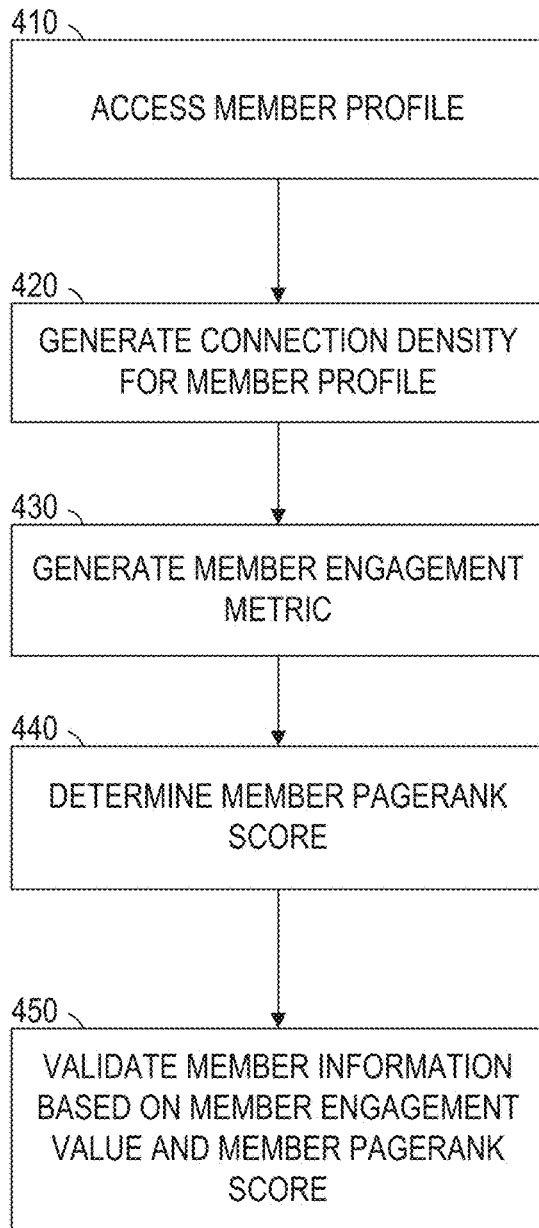 410
ACCESS MEMBER PROFILE
420
GENERATE CONNECTION DENSITY
FOR MEMBER PROFILE
430
GENERATE MEMBER ENGAGEMENT
METRIC
440
DETERMINE MEMBER PAGERANK
SCORE
450
VALIDATE MEMBER INFORMATION
BASED ON MEMBER ENGAGEMENT
VALUE AND MEMBER PAGERANK
SCORE